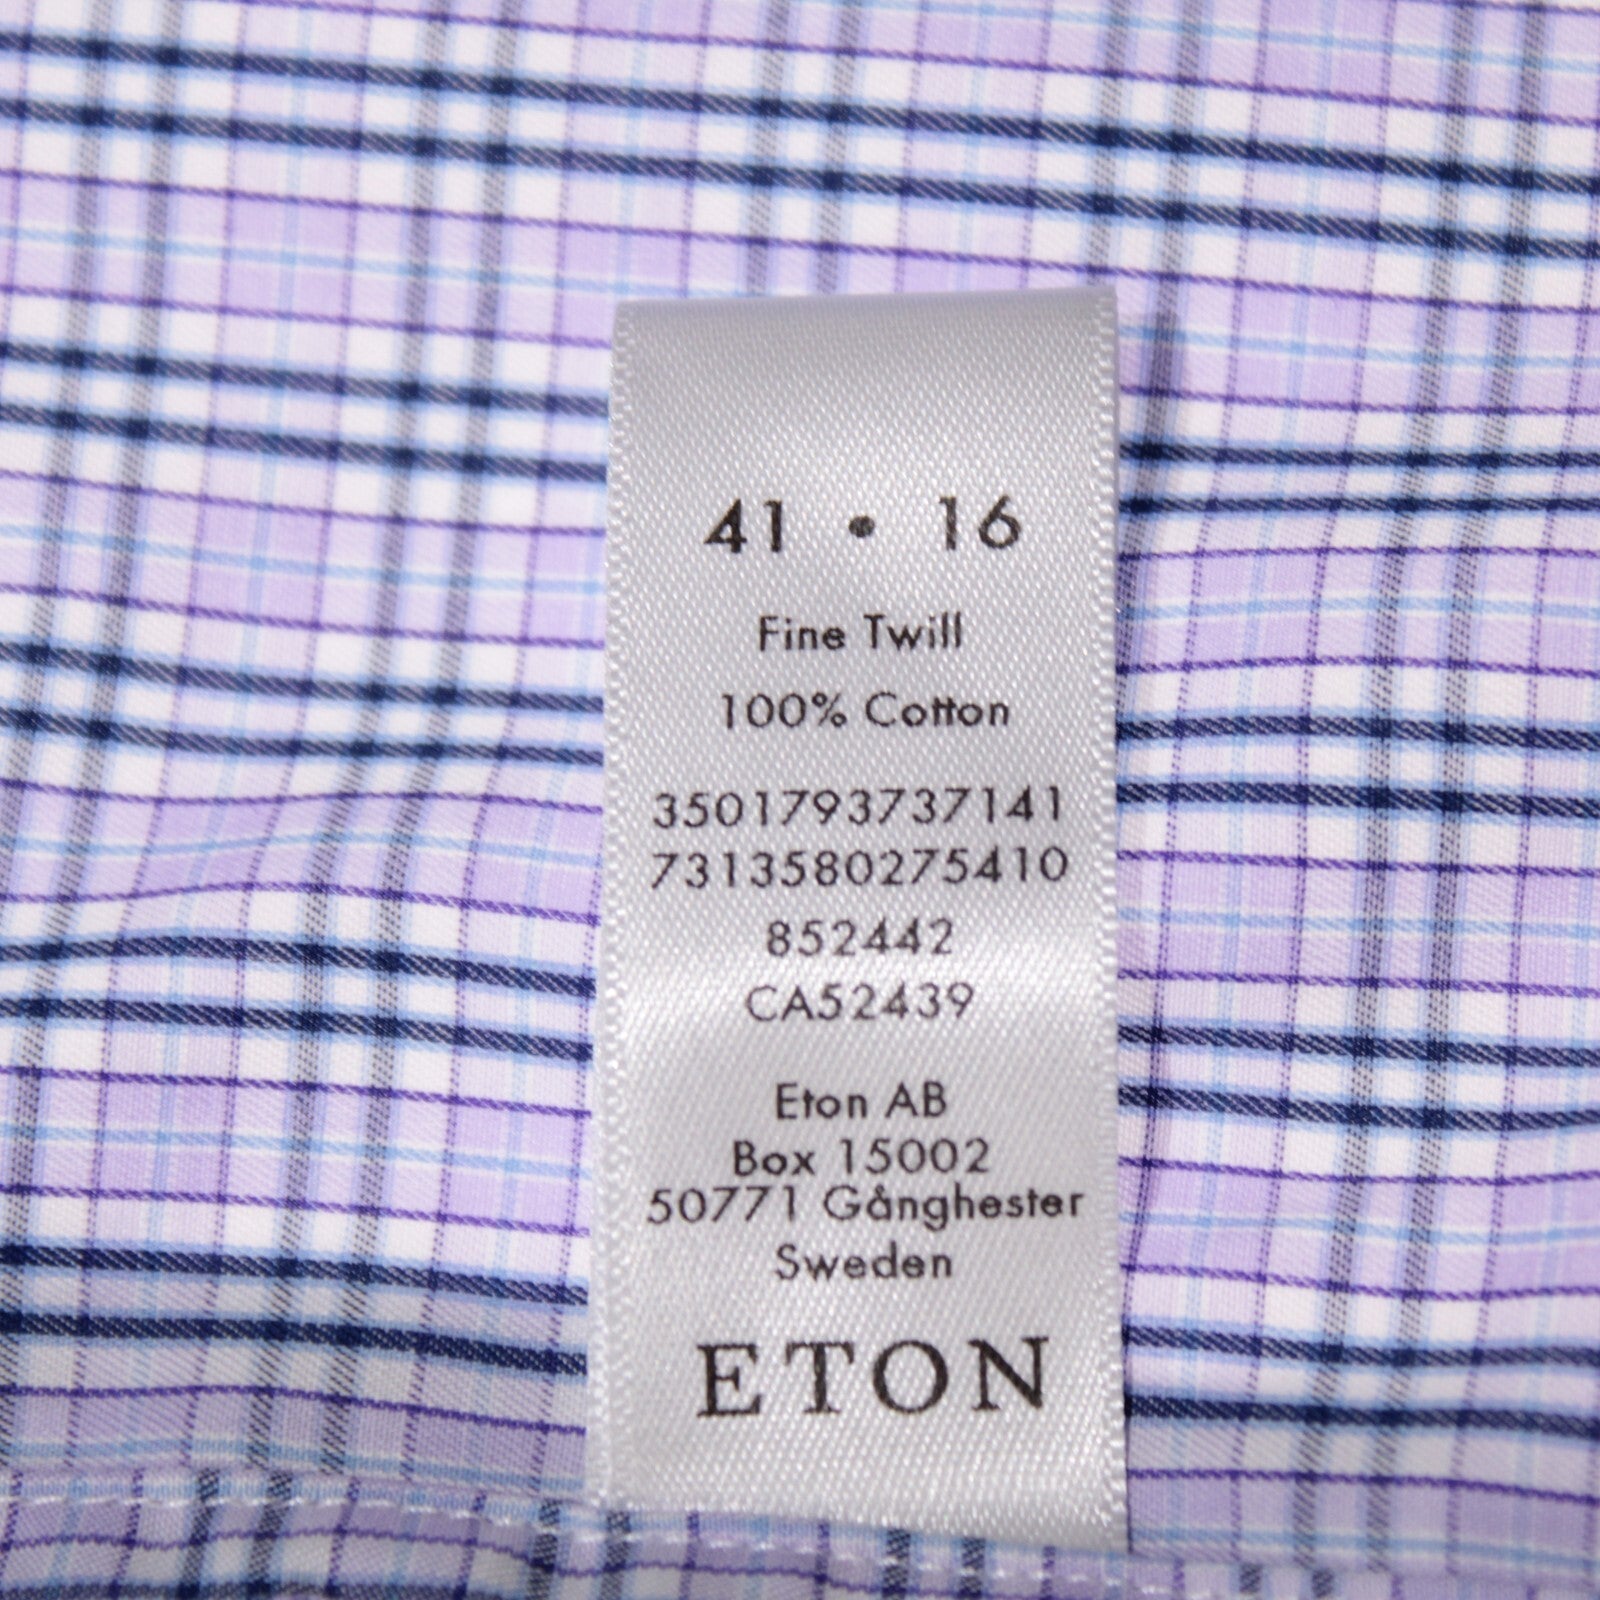 41 • 16
Fine Twill
100% Cotton
3501793737141
7313580275410
852442
CA52439
Eton AB
Box 15002
50771 Gånghester
Sweden
ETON